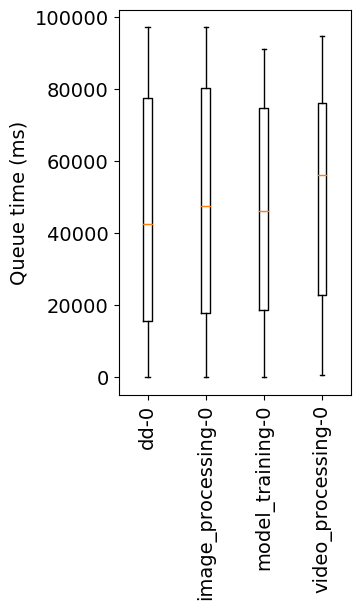 100000
80000
60000
40000
20000
0
Queue time (ms)
dd-0
image_processing-0
model_training-0
video_processing-0